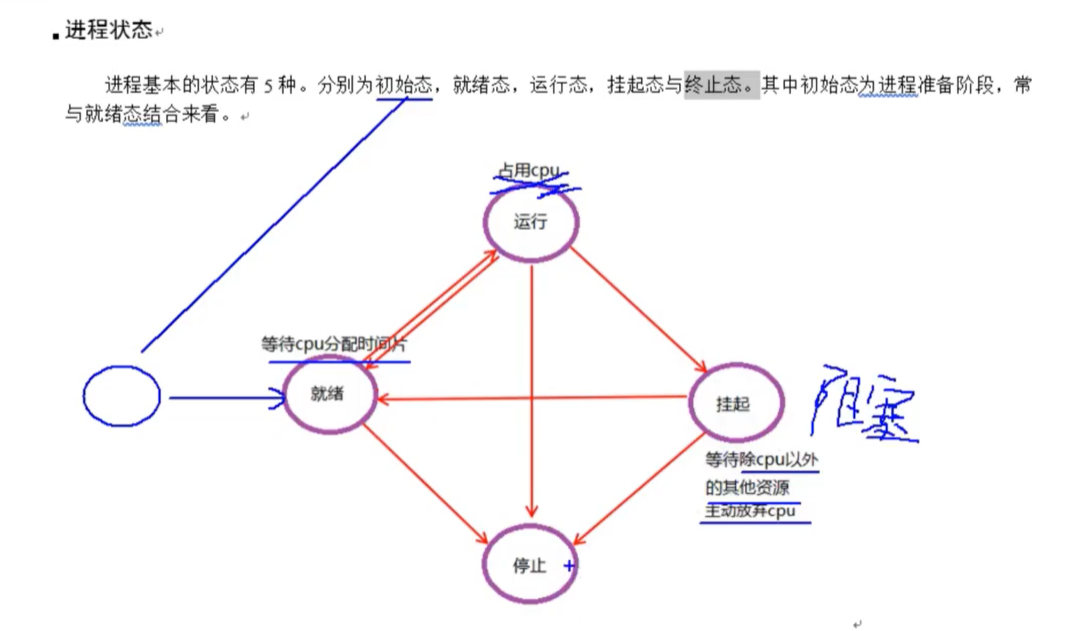 进程状态
进程基本的状态有 5 种。分别为初始态，就绪态，运行态，挂起态与终止态。其中初始态为进程准备阶段，常
与就绪态结合来看。
占用cpu
运行
等待cpu分配时间片
就绪
挂起
阻塞
等待除cpu以外
的其他资源
主动放弃cpu
停止